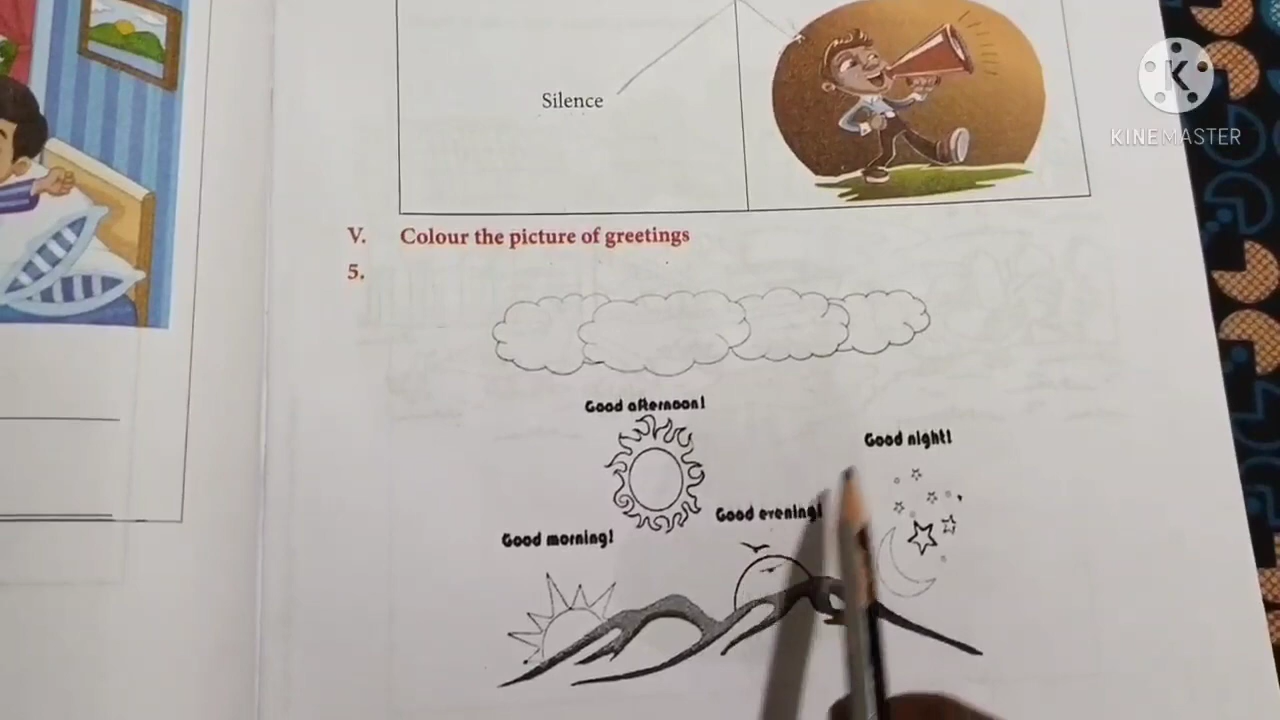 Silence
K
KINEMASTER
V. Colour the picture of greetings
5.
Good afternoon!
Good night!
Good evening!
Good morning!